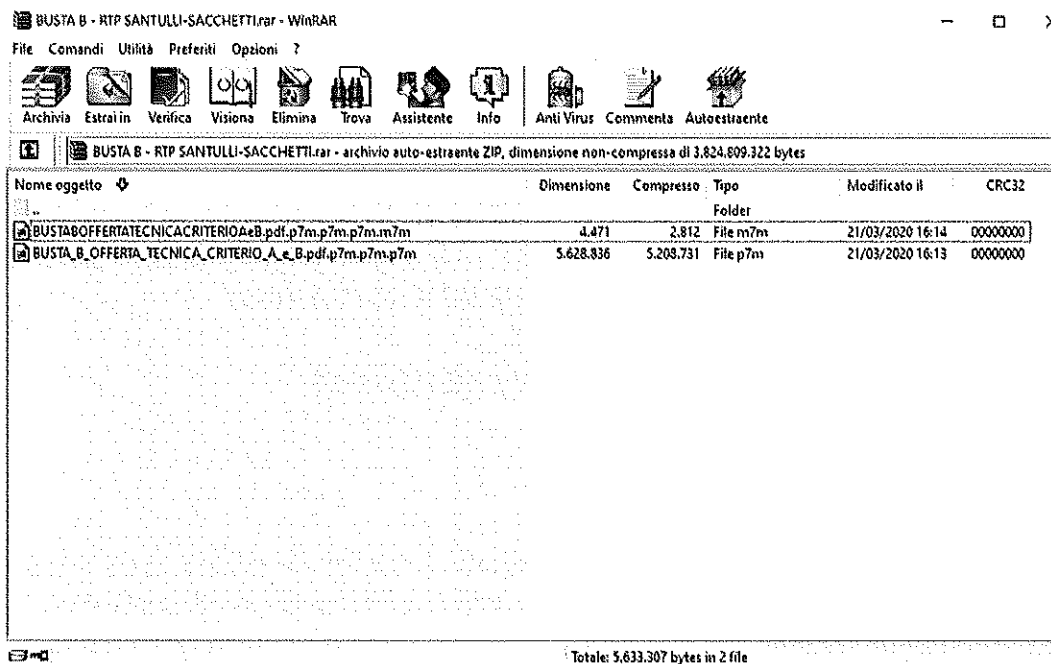 BUSTA B - RTP SANTULLI-SACCHETTI.rar - WinRAR
File Comandi Utilità Preferiti Opzioni ?
Archivia Estrai in Verifica Visiona Elimina Trova Assistente Info Anti Virus Commenta Autoestraente
BUSTA B - RTP SANTULLI-SACCHETTI.rar - archivio auto-estraente ZIP, dimensione non-compressa di 3.824.809.322 bytes
Nome oggetto Dimensione Compresso Tipo Modificato il CRC32
.. Folder
BUSTABOFFERTATECNICACRITERIOAeB.pdf.p7m.p7m.p7m.m7m 4.471 2.812 File m7m 21/03/2020 16:14 00000000
BUSTA_B_OFFERTA_TECNICA_CRITERIO_A_e_B.pdf.p7m.p7m.p7m 5.628.836 5.208.731 File p7m 21/03/2020 16:13 00000000
Totale: 5,633.307 bytes in 2 file